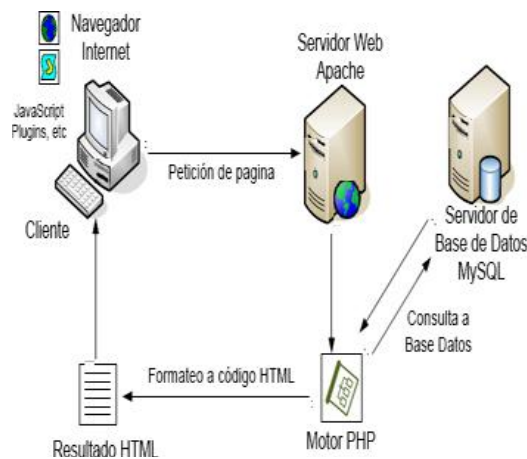 Navegador
Internet
JavaScript
Plugins, etc
Cliente
Petición de pagina
Servidor Web
Apache
Servidor de
Base de Datos
MySQL
Consulta a
Base Datos
Motor PHP
Formateo a código HTML
Resultado HTML